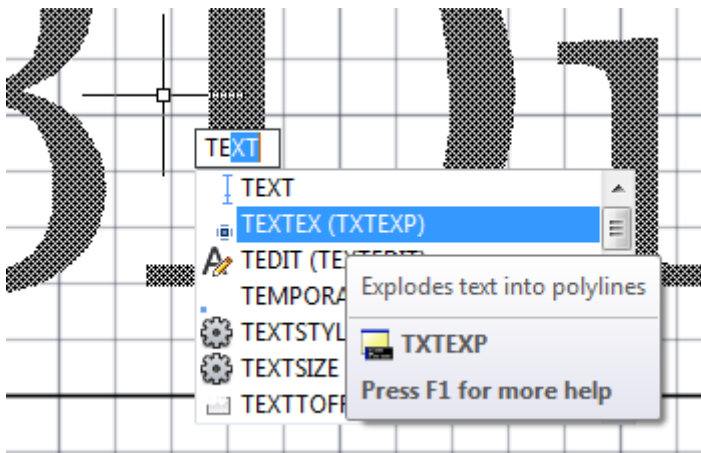 TEXT
TEXT
TEXTEX (TXTEXP)
TEDIT (TEXTEDIT)
TEMPORA
TEXTSTYL
TEXTSIZE
TEXTTOFF
Explodes text into polylines
TXTEXP
Press F1 for more help